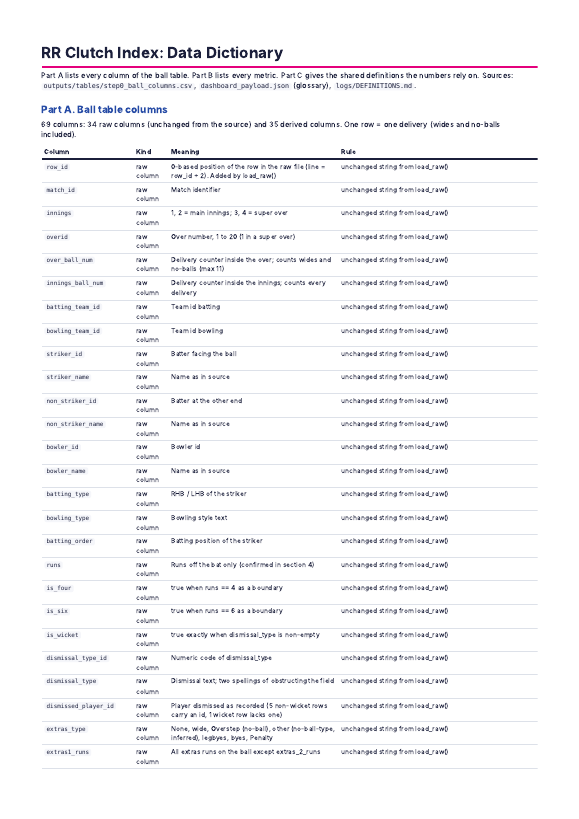 RR Clutch Index: Data Dictionary
Part A lists every column of the ball table. Part B lists every metric. Part C gives the shared definitions the numbers rely on. Sources:
outputs/tables/step0_ball_columns.csv, dashboard_payload.json (glossary), logs/DEFINITIONS.md.
Part A. Ball table columns
69 columns: 34 raw columns (unchanged from the source) and 35 derived columns. One row = one delivery (wides and no-balls
included).
Column Kind Meaning Rule
row_id raw column 0-based position of the row in the raw file (line = row_id + 2). Added by load_raw() unchanged string from load_raw()
match_id raw column Match identifier unchanged string from load_raw()
innings raw column 1, 2 = main innings; 3, 4 = super over unchanged string from load_raw()
overid raw column Over number, 1 to 20 (1 in a super over) unchanged string from load_raw()
over_ball_num raw column Delivery counter inside the over; counts wides and no-balls (max 11) unchanged string from load_raw()
innings_ball_num raw column Delivery counter inside the innings; counts every delivery unchanged string from load_raw()
batting_team_id raw column Team id batting unchanged string from load_raw()
bowling_team_id raw column Team id bowling unchanged string from load_raw()
striker_id raw column Batter facing the ball unchanged string from load_raw()
striker_name raw column Name as in source unchanged string from load_raw()
non_striker_id raw column Batter at the other end unchanged string from load_raw()
non_striker_name raw column Name as in source unchanged string from load_raw()
bowler_id raw column Bowler id unchanged string from load_raw()
bowler_name raw column Name as in source unchanged string from load_raw()
batting_type raw column RHB / LHB of the striker unchanged string from load_raw()
bowling_type raw column Bowling style text unchanged string from load_raw()
batting_order raw column Batting position of the striker unchanged string from load_raw()
runs raw column Runs off the bat only (confirmed in section 4) unchanged string from load_raw()
is_four raw column true when runs == 4 as a boundary unchanged string from load_raw()
is_six raw column true when runs == 6 as a boundary unchanged string from load_raw()
is_wicket raw column true exactly when dismissal_type is non-empty unchanged string from load_raw()
dismissal_type_id raw column Numeric code of dismissal_type unchanged string from load_raw()
dismissal_type raw column Dismissal text; two spellings of obstructing the field unchanged string from load_raw()
dismissed_player_id raw column Player dismissed as recorded (5 non-wicket rows carry an id, 1 wicket row lacks one) unchanged string from load_raw()
extras_type raw column None, wide, Overstep (no-ball), other (no-ball-type, inferred), legbyes, byes, Penalty unchanged string from load_raw()
extras1_runs raw column All extras runs on the ball except extras_2_runs unchanged string from load_raw()